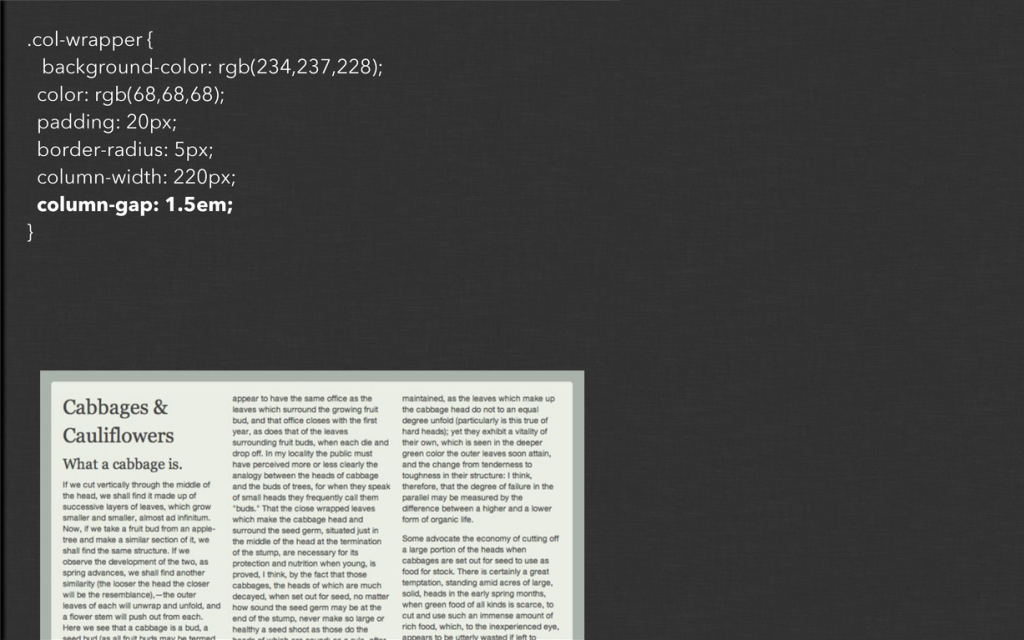 .col-wrapper {
background-color: rgb(234,237,228);
color: rgb(68,68,68);
padding: 20px;
border-radius: 5px;
column-width: 220px;
column-gap: 1.5em;
}
Cabbages &
Cauliflowers
What a cabbage is.
If we cut vertically through the middle of
the head, we shall find it made up of
successive layers of leaves, which grow
smaller and smaller, almost ad infinitum.
Now, if we take a fruit bud from an apple-
tree and make a similar section of it, we
shall find the same structure. If we
observe the development of the two, as
spring advances, we shall find another
similarity (the looser the head the closer
will be the resemblance),—the outer
leaves of each will unwrap and unfold, and
a flower stem will push out from each.
Here we see that a cabbage is a bud, a
seed bud (as all fruit buds may be termed
appear to have the same office as the
leaves which surround the growing fruit
bud, and that office closes with the first
year, as does that of the leaves
surrounding fruit buds, when each die and
drop off. In my locality the public must
have perceived more or less clearly the
analogy between the heads of cabbage
and the buds of trees, for when they speak
of small heads they frequently call them
"buds." That the close wrapped leaves
which make the cabbage head and
surround the seed germ, situated just in
the middle of the head at the termination
of the stump, are necessary for its
protection and nutrition when young, is
proved, I think, by the fact that those
cabbages, the heads of which are much
decayed, when set out for seed, no matter
how sound the seed germ may be at the
end of the stump, never make so large or
healthy a seed shoot as those do the
heads of which are sound; as a rule, after
maintained, as the leaves which make up
the cabbage head do not to an equal
degree unfold (particularly is this true of
hard heads); yet they exhibit a vitality of
their own, which is seen in the deeper
green color the outer leaves soon attain,
and the change from tenderness to
toughness in their structure: I think,
therefore, that the degree of failure in the
parallel may be measured by the
difference between a higher and a lower
form of organic life.
Some advocate the economy of cutting off
a large portion of the heads when
cabbages are set out for seed to use as
food for stock. There is certainly a great
temptation, standing amid acres of large,
solid, heads in the early spring months,
when green food of all kinds is scarce, to
cut and use such an immense amount of
rich food, which, to the inexperienced eye,
appears to be utterly wasted if left to